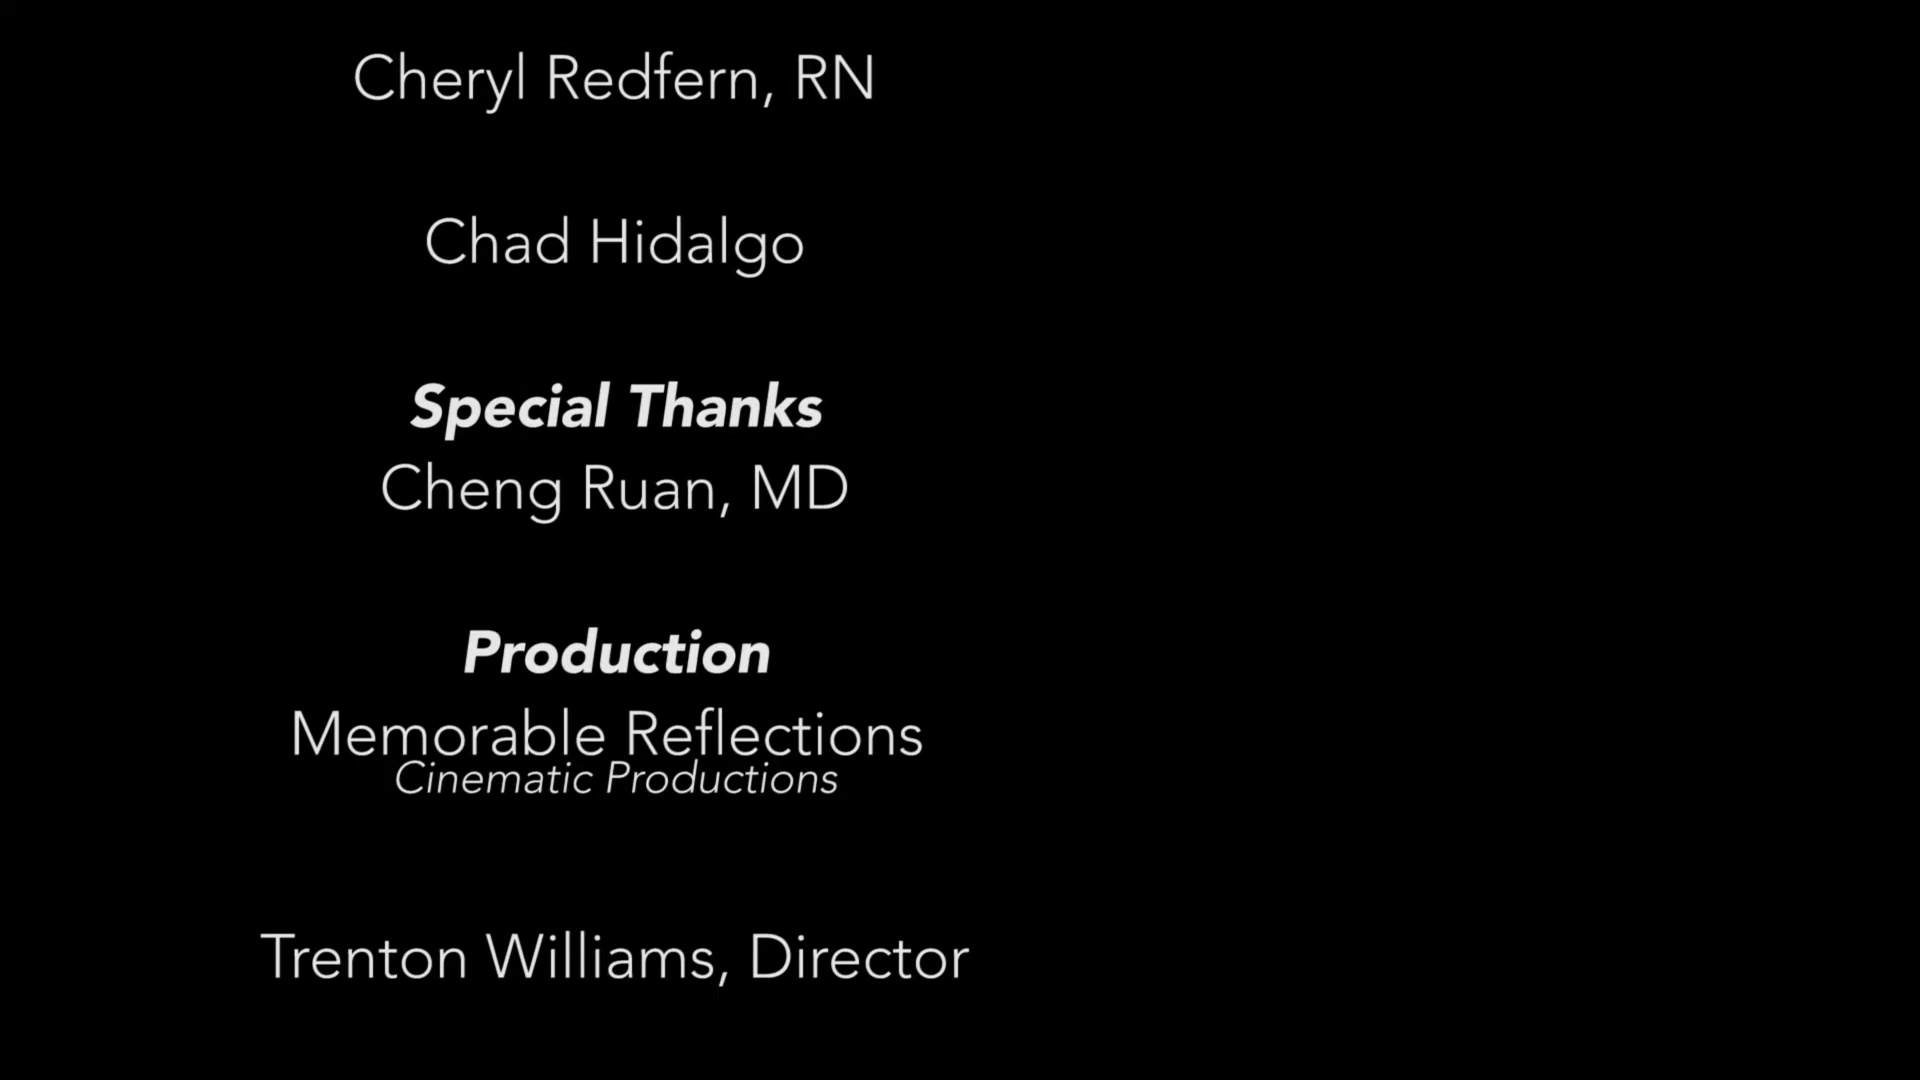 Cheryl Redfern, RN
Chad Hidalgo
Special Thanks
Cheng Ruan, MD
Production
Memorable Reflections
Cinematic Productions
Trenton Williams, Director